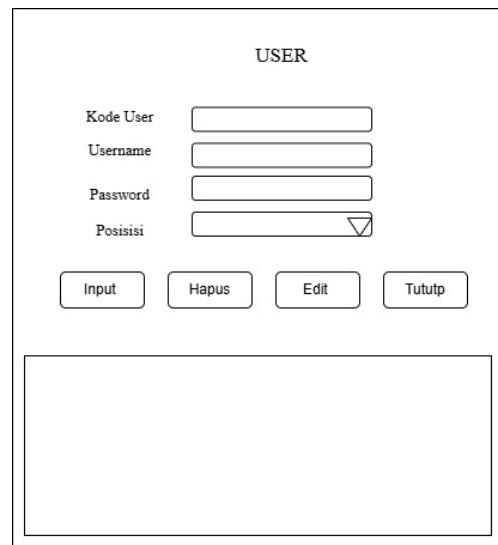 USER
Kode User
Username
Password
Posisisi
Input Hapus Edit Tututp